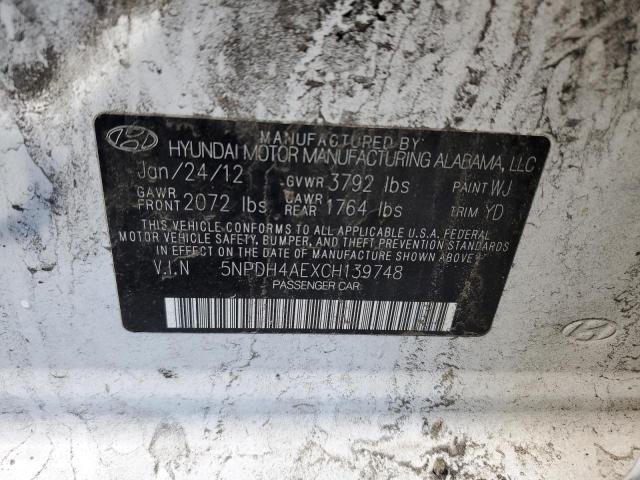 MANUFACTURED BY
HYUNDAI MOTOR MANUFACTURING ALABAMA, LLC
Jan/24/12 GVWR 3792 lbs PAINT WJ
GAWR FRONT 2072 lbs GAWR REAR 1764 lbs TRIM YD
THIS VEHICLE CONFORMS TO ALL APPLICABLE U.S.A. FEDERAL
MOTOR VEHICLE SAFETY, BUMPER, AND THEFT PREVENTION
STANDARDS IN EFFECT ON THE DATE OF MANUFACTURE SHOWN ABOVE.
V.I.N 5NPDH4AEXCH139748
PASSENGER CAR